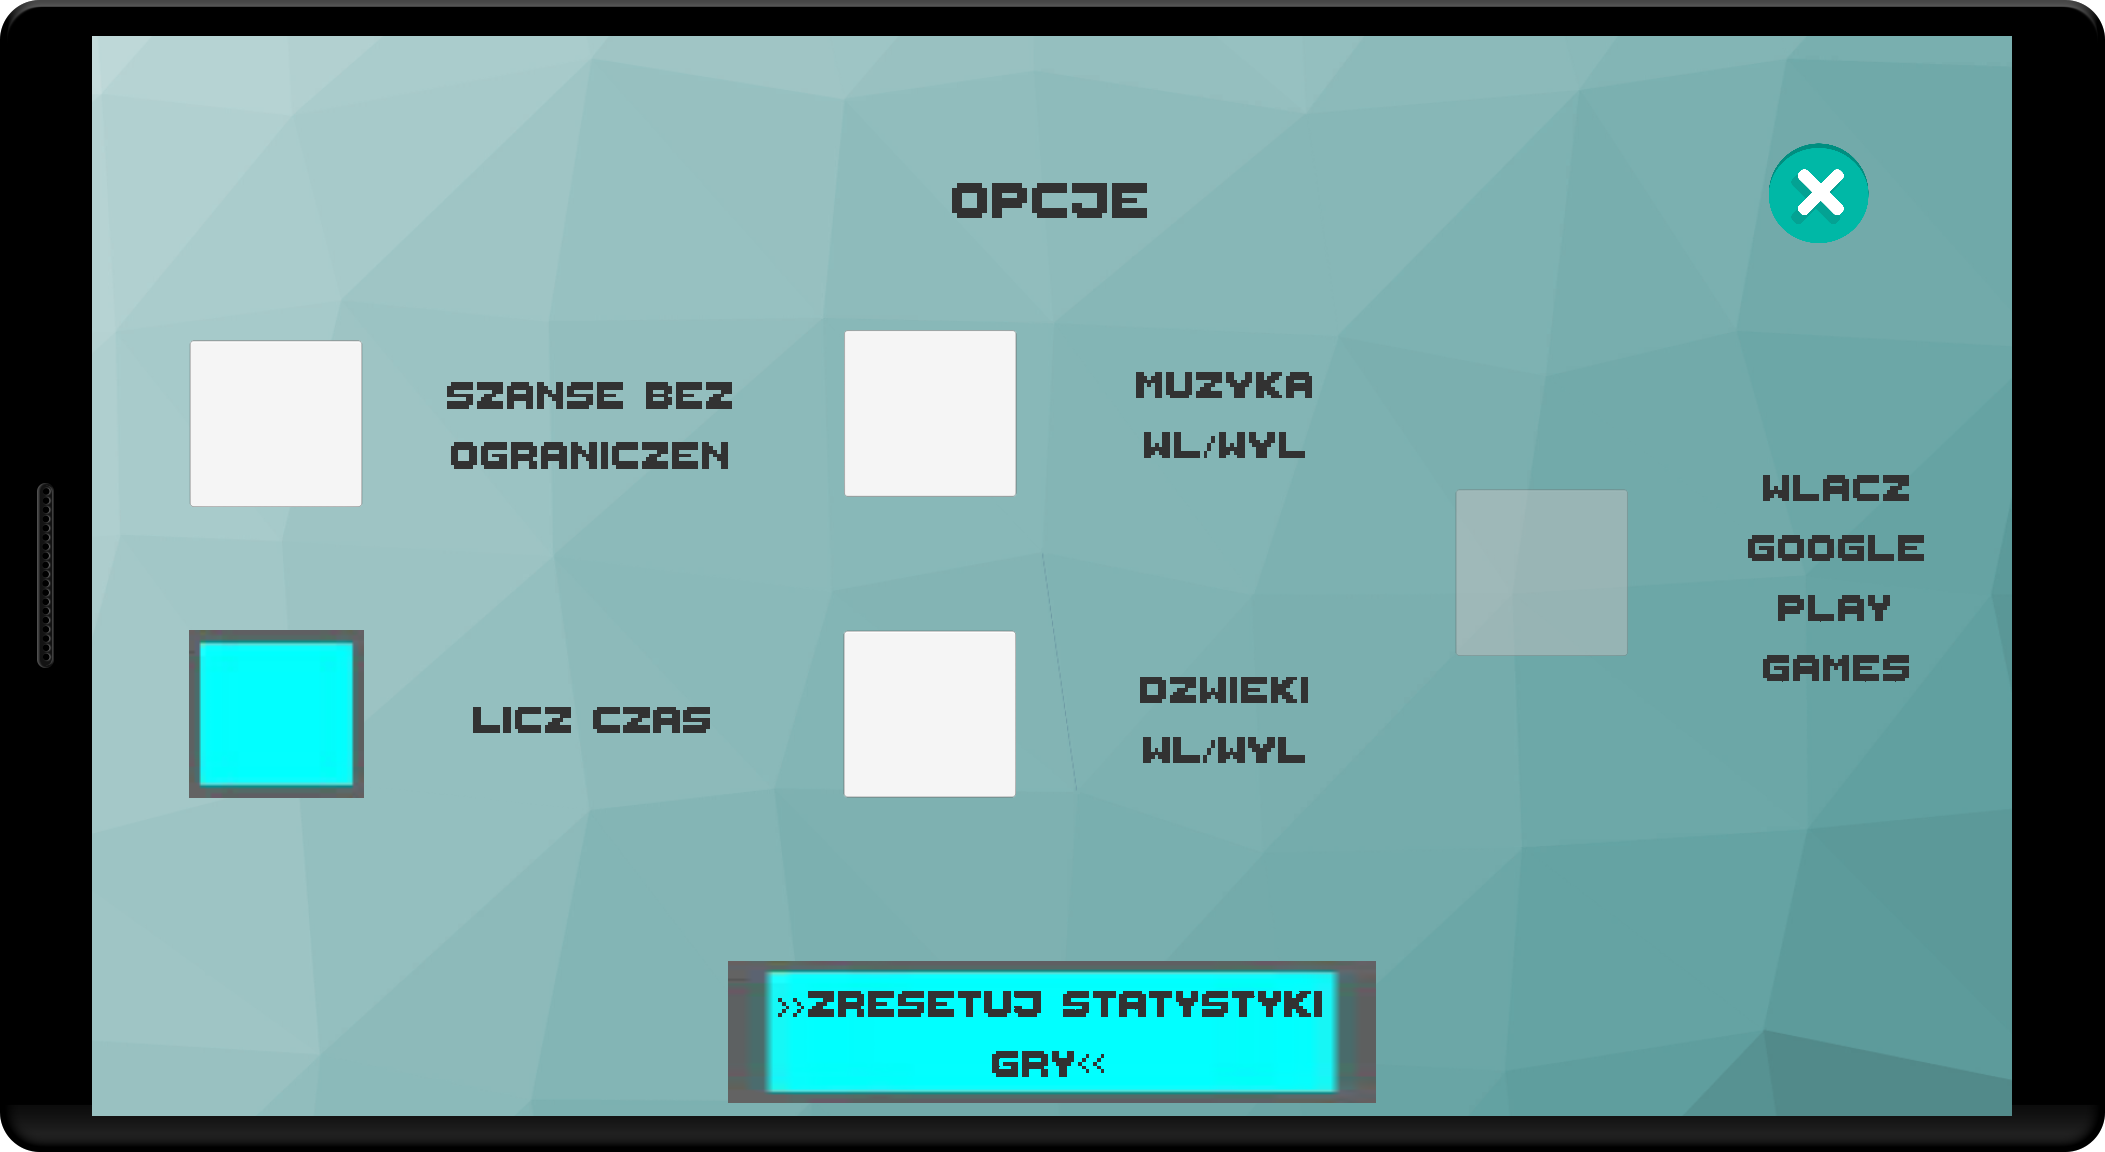 OPCJE
SZANSE BEZ
OGRANICZEN
MUZYKA
WL/WYL
LICZ CZAS
DZWIEKI
WL/WYL
WLACZ
GOOGLE
PLAY
GAMES
>>ZRESETUJ STATYSTYKI
GRY<<